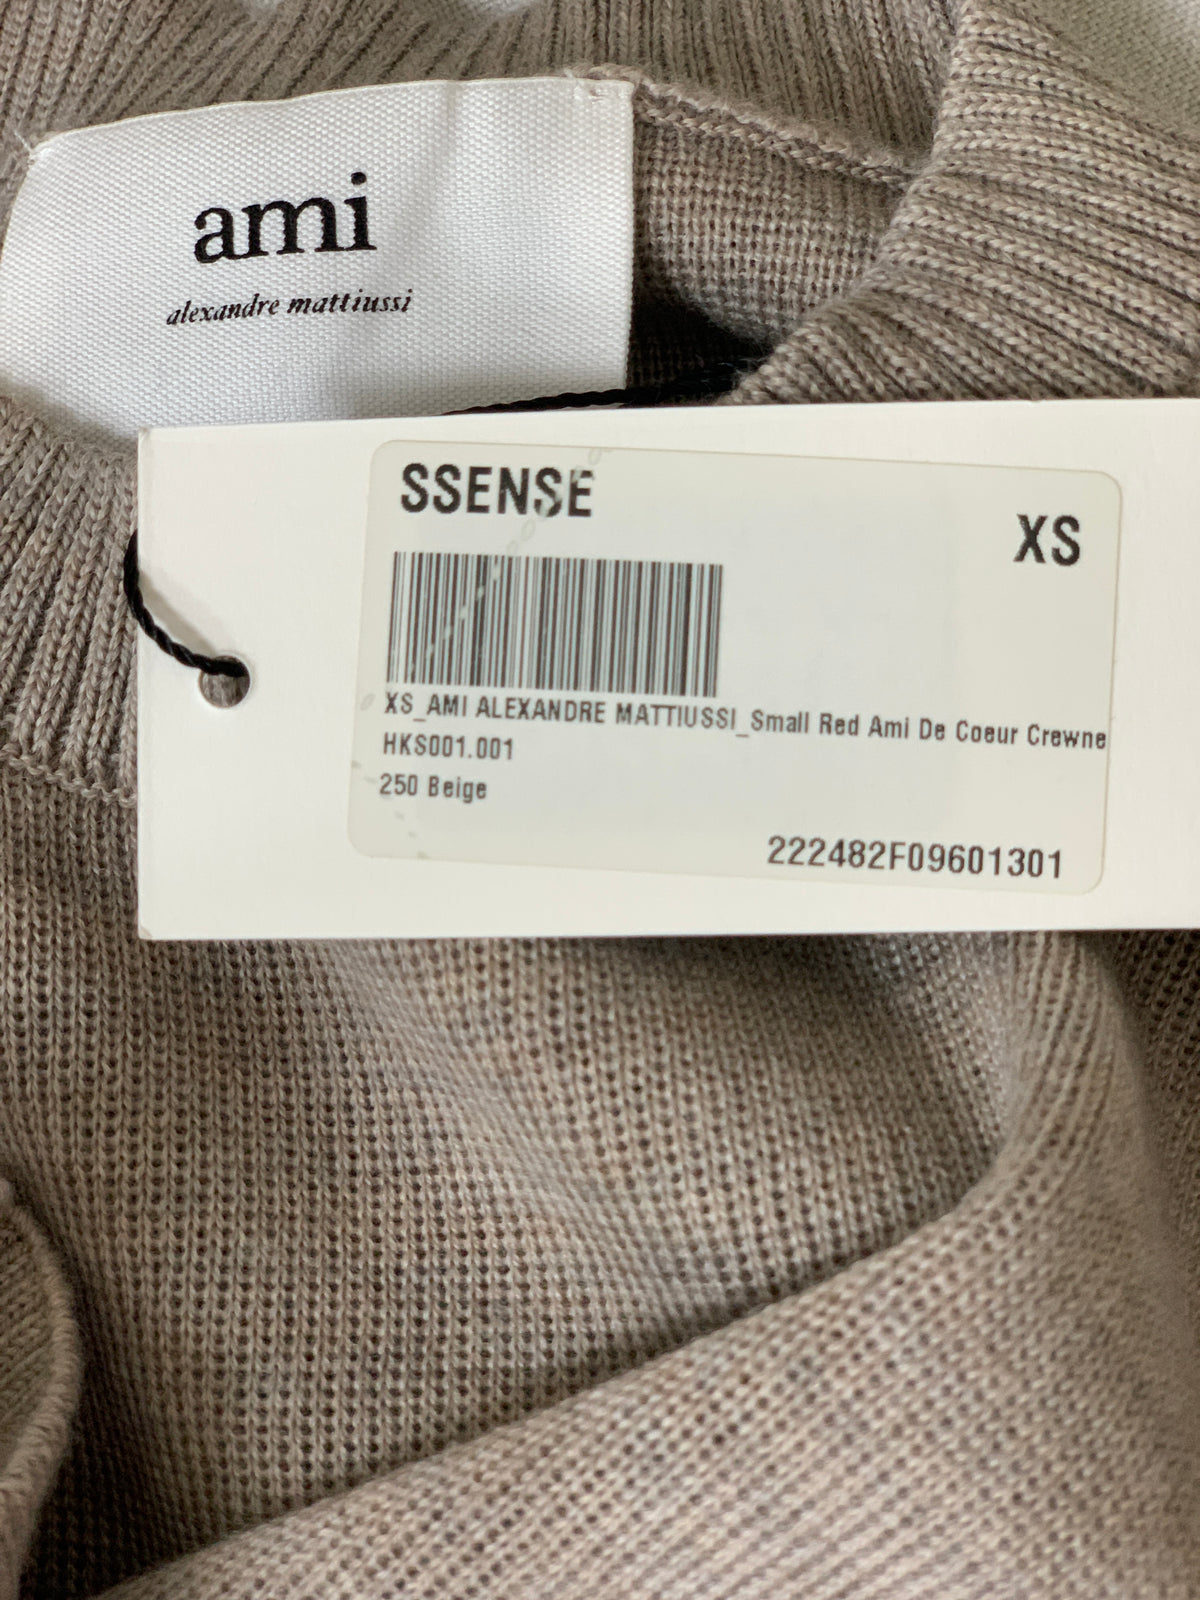 ami
alexandre mattiussi
SSENSE
XS
XS_AMI ALEXANDRE MATTIUSSI_Small Red Ami De Coeur Crewne
HKS001.001
250 Beige
222482F09601301